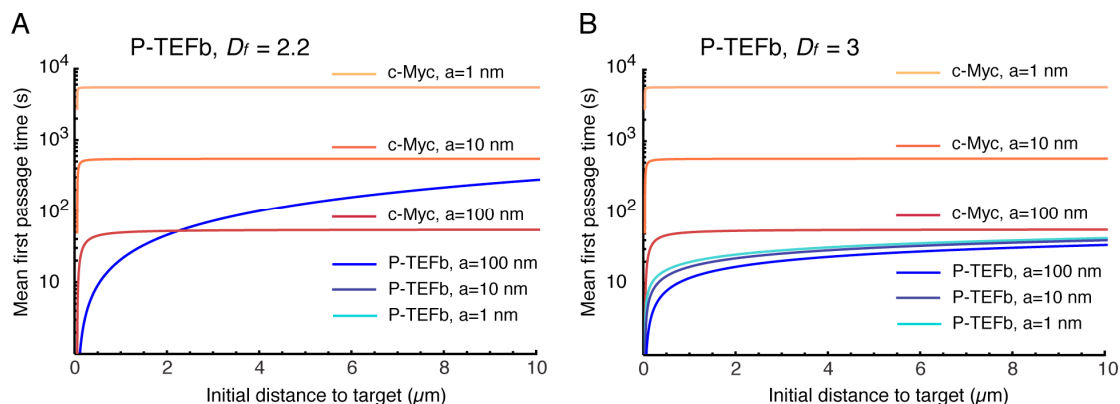 A
P-TEFb, Df = 2.2
Mean first passage time (s)
10^4
10^3
10^2
10
c-Myc, a=1 nm
c-Myc, a=10 nm
c-Myc, a=100 nm
P-TEFb, a=100 nm
P-TEFb, a=10 nm
P-TEFb, a=1 nm
0 2 4 6 8 10
Initial distance to target (μm)
B
P-TEFb, Df = 3
Mean first passage time (s)
10^4
10^3
10^2
10
c-Myc, a=1 nm
c-Myc, a=10 nm
c-Myc, a=100 nm
P-TEFb, a=100 nm
P-TEFb, a=10 nm
P-TEFb, a=1 nm
0 2 4 6 8 10
Initial distance to target (μm)